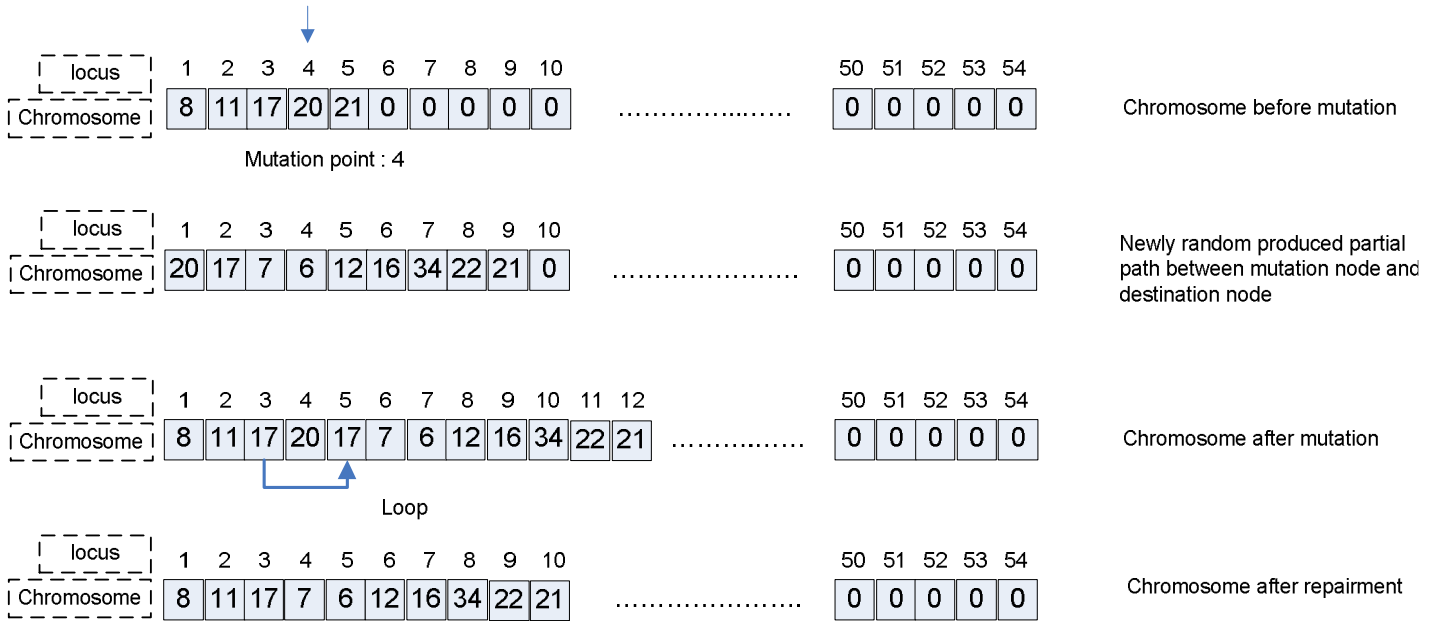 locus 1 2 3 4 5 6 7 8 9 10 50 51 52 53 54
Chromosome 8 11 17 20 21 0 0 0 0 0 ..................... 0 0 0 0 0 Chromosome before mutation
Mutation point : 4
locus 1 2 3 4 5 6 7 8 9 10 50 51 52 53 54
Chromosome 20 17 7 6 12 16 34 22 21 0 ..................... 0 0 0 0 0
Newly random produced partial
path between mutation node and
destination node
locus 1 2 3 4 5 6 7 8 9 10 11 12 50 51 52 53 54
Chromosome 8 11 17 20 17 7 6 12 16 34 22 21 ................ 0 0 0 0 0 Chromosome after mutation
Loop
locus 1 2 3 4 5 6 7 8 9 10 50 51 52 53 54
Chromosome 8 11 17 7 6 12 16 34 22 21 ..................... 0 0 0 0 0 Chromosome after repairment